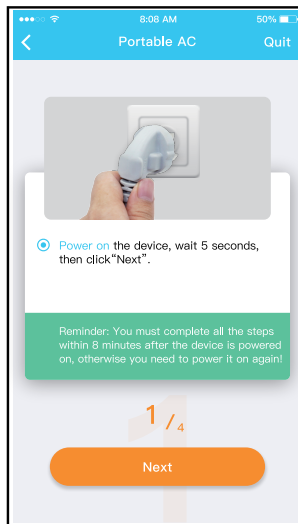 8:08 AM
50%
Portable AC
Quit
Power on the device, wait 5 seconds,
then click“Next”.
Reminder: You must complete all the steps
within 8 minutes after the device is powered
on, otherwise you need to power it on again!
1 / 4
Next